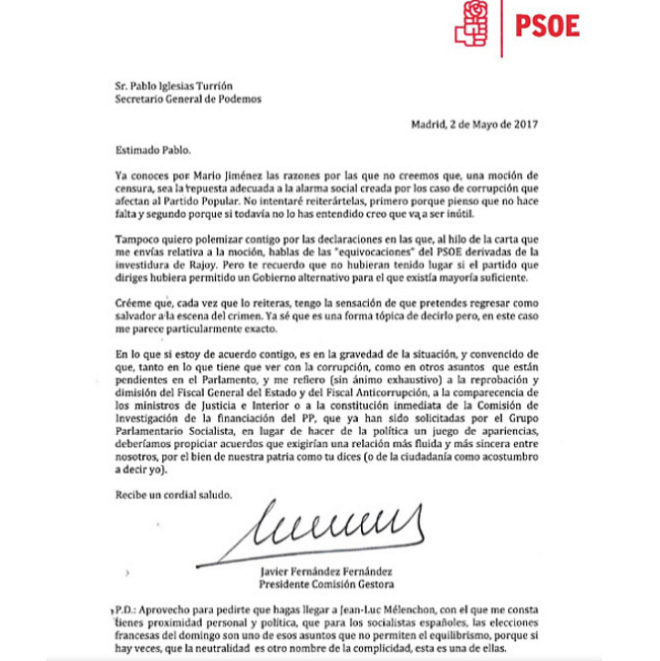 PSOE
Sr. Pablo Iglesias Turrión
Secretario General de Podemos
Madrid, 2 de Mayo de 2017
Estimado Pablo.
Ya conoces por Mario Jiménez las razones por las que no creemos que, una moción de
censura, sea la repuesta adecuada a la alarma social creada por los caso de corrupción que
afectan al Partido Popular. No intentaré reiterártelas, primero porque pienso que no hace
falta y segundo porque si todavía no lo has entendido creo que va a ser inútil.
Tampoco quiero polemizar contigo por las declaraciones en las que, al hilo de la carta que
me envías relativa a la moción, hablas de las "equivocaciones" del PSOE derivadas de la
investidura de Rajoy. Pero te recuerdo que no hubieran tenido lugar si el partido que
diriges hubiera permitido un Gobierno alternativo para el que existía mayoría suficiente.
Créeme que, cada vez que lo reiteras, tengo la sensación de que pretendes regresar como
salvador a la escena del crimen. Ya sé que es una forma tópica de decirlo pero, en este caso
me parece particularmente exacto.
En lo que si estoy de acuerdo contigo, es en la gravedad de la situación, y convencido de
que, tanto en lo que tiene que ver con la corrupción, como en otros asuntos que están
pendientes en el Parlamento, y me refiero (sin ánimo exhaustivo) a la reprobación y
dimisión del Fiscal General del Estado y del Fiscal Anticorrupción, a la comparecencia de
los ministros de Justicia e Interior o a la constitución inmediata de la Comisión de
Investigación de la financiación del PP, que ya han sido solicitadas por el Grupo
Parlamentario Socialista, en lugar de hacer de la política un juego de apariencias,
deberíamos propiciar acuerdos que exigirían una relación más fluida y más sincera entre
nosotros, por el bien de nuestra patria como tu dices (o de la ciudadanía como acostumbro
a decir yo).
Recibe un cordial saludo.
Javier Fernández Fernández
Presidente Comisión Gestora
P.D.: Aprovecho para pedirte que hagas llegar a Jean-Luc Mélenchon, con el que me consta
tienes proximidad personal y política, que para los socialistas españoles, las elecciones
francesas del domingo son uno de esos asuntos que no permiten el equilibrismo, porque si
hay veces, que la neutralidad es otro nombre de la complicidad, esta es una de ellas.